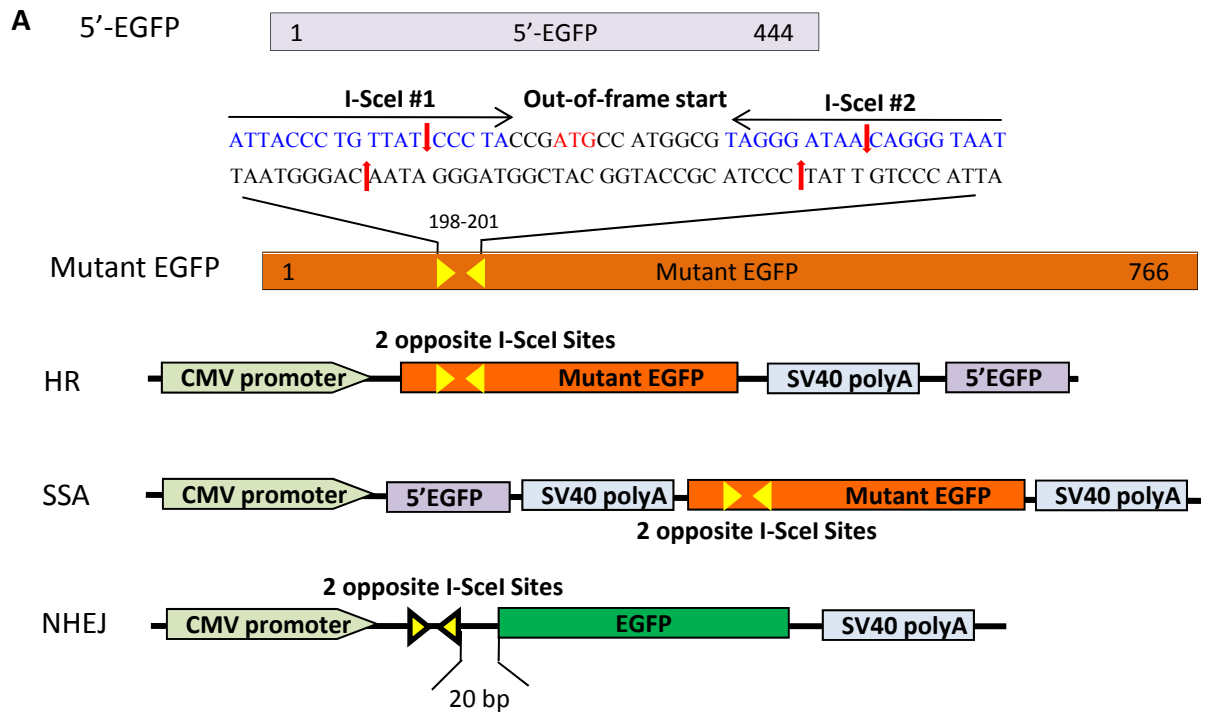 A 5’-EGFP
1 5’-EGFP 444
I-SceI #1 Out-of-frame start I-SceI #2
ATTACCC TG TTAT CCC TACCGATGCC ATGGCG TAGGG ATAA CAGGG TAAT
TAATGGGAC AATA GGGATGGCTAC GGTACCGC ATCCC TAT T GTCCC ATTA
198-201
Mutant EGFP 1 Mutant EGFP 766
2 opposite I-SceI Sites
HR CMV promoter Mutant EGFP SV40 polyA 5’EGFP
SSA CMV promoter 5’EGFP SV40 polyA Mutant EGFP SV40 polyA
2 opposite I-SceI Sites
2 opposite I-SceI Sites
NHEJ CMV promoter EGFP SV40 polyA
20 bp